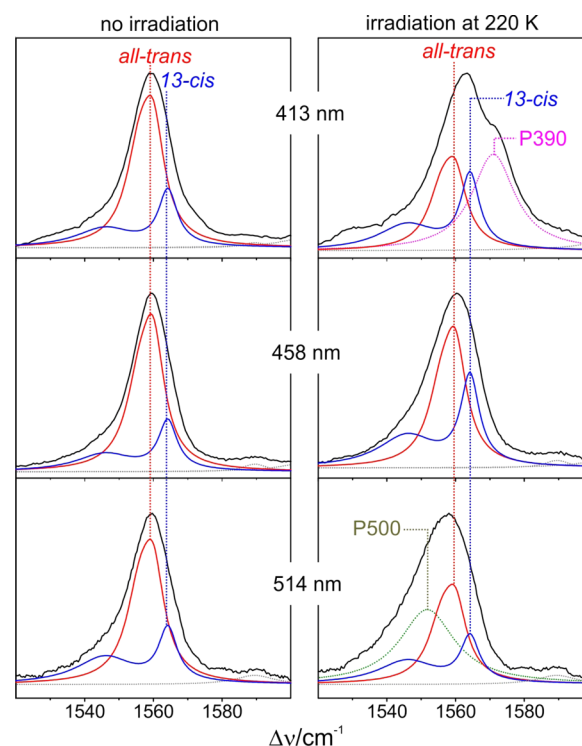 no irradiation
irradiation at 220 K
all-trans
13-cis
all-trans
13-cis
P390
413 nm
458 nm
P500
514 nm
1540 1560 1580
1540 1560 1580
Δν/cm⁻¹